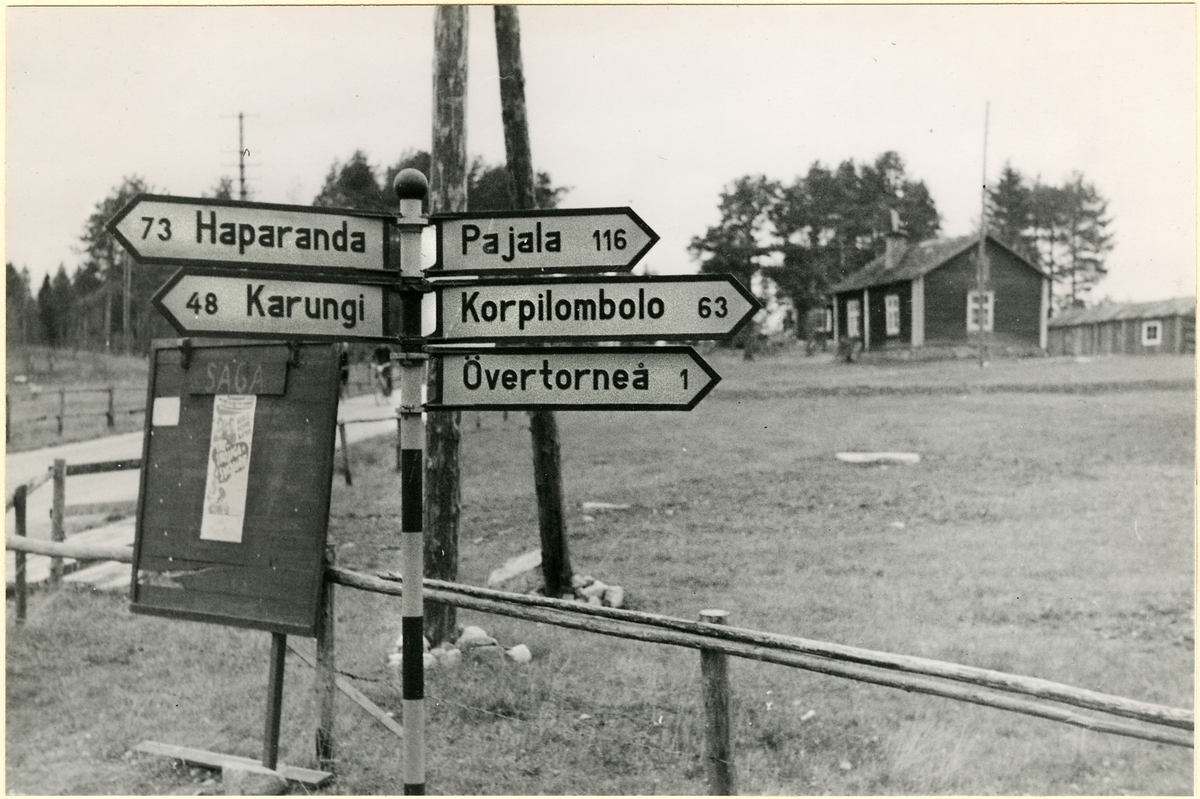 73 Haparanda
48 Karungi
Pajala 116
Korpilombolo 63
Övertorneå 1
SAGA